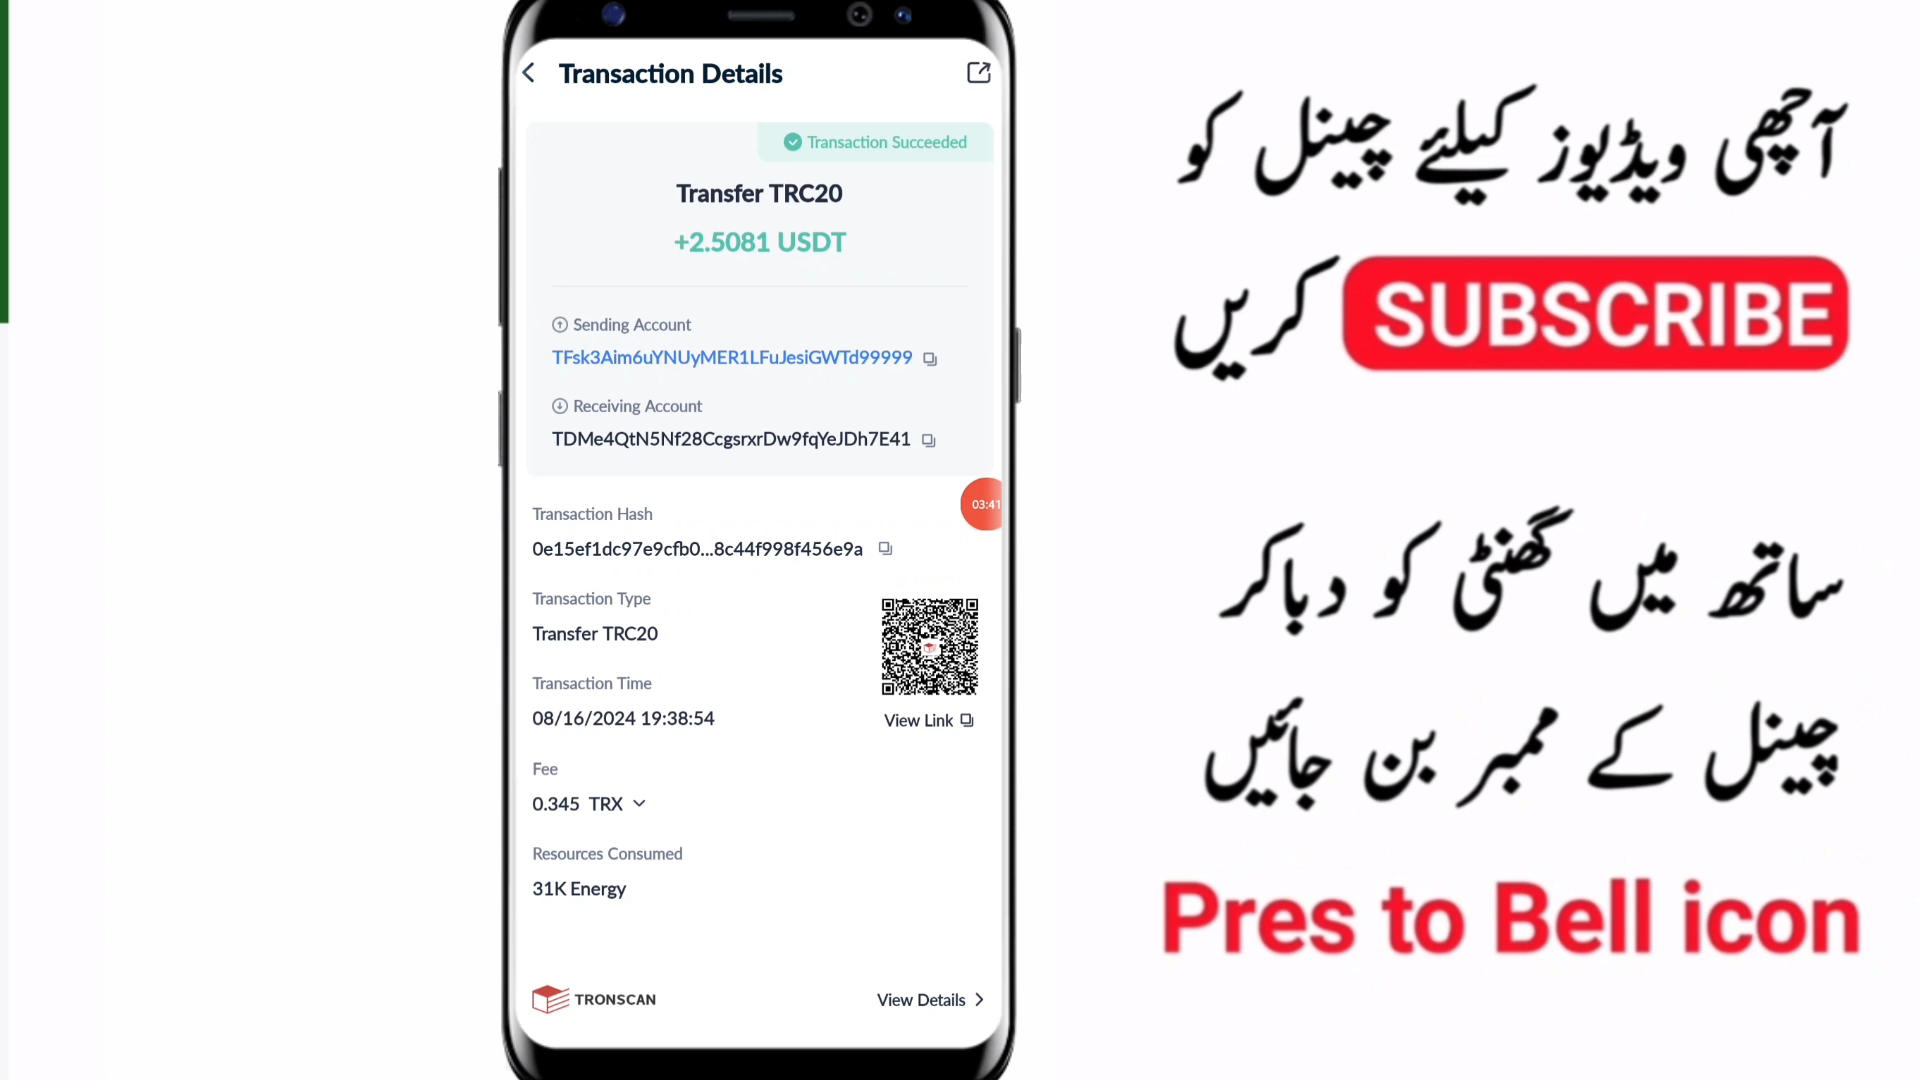 Transaction Details
Transaction Succeeded
Transfer TRC20
+2.5081 USDT
Sending Account
TFsk3Aim6uYNUyMER1LFuJesiGWTd99999
Receiving Account
TDMe4QtN5Nf28CcgsrxrDw9fqYeJDh7E41
03:41
Transaction Hash
0e15ef1dc97e9cfb0...8c44f998f456e9a
Transaction Type
Transfer TRC20
Transaction Time
08/16/2024 19:38:54
View Link
Fee
0.345 TRX
Resources Consumed
31K Energy
TRONSCAN
View Details
آچھی ویڈیوز کیلئے چینل کو
SUBSCRIBE کریں
ساتھ میں گھنٹی کو دباکر
چینل کے ممبر بن جائیں
Pres to Bell icon